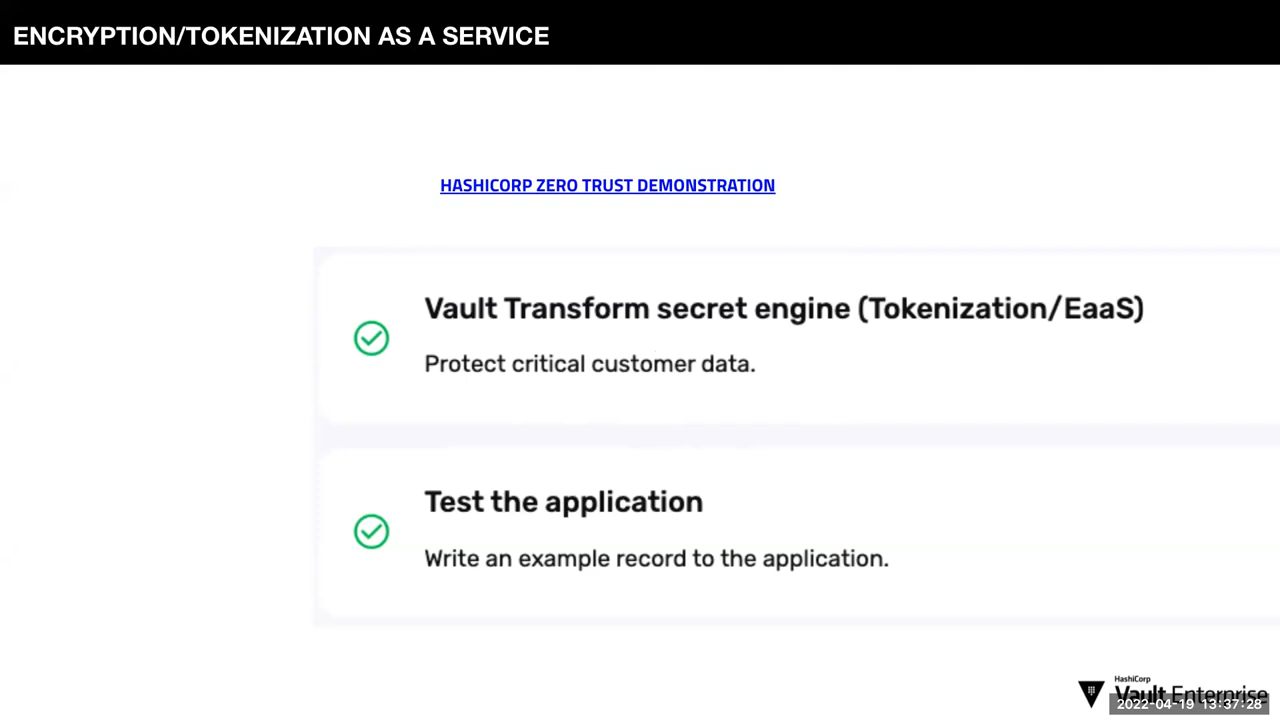 ENCRYPTION/TOKENIZATION AS A SERVICE
HASHICORP ZERO TRUST DEMONSTRATION
Vault Transform secret engine (Tokenization/EaaS)
Protect critical customer data.
Test the application
Write an example record to the application.
HashiCorp
Vault Enterprise
2022-04-19 13:37:28